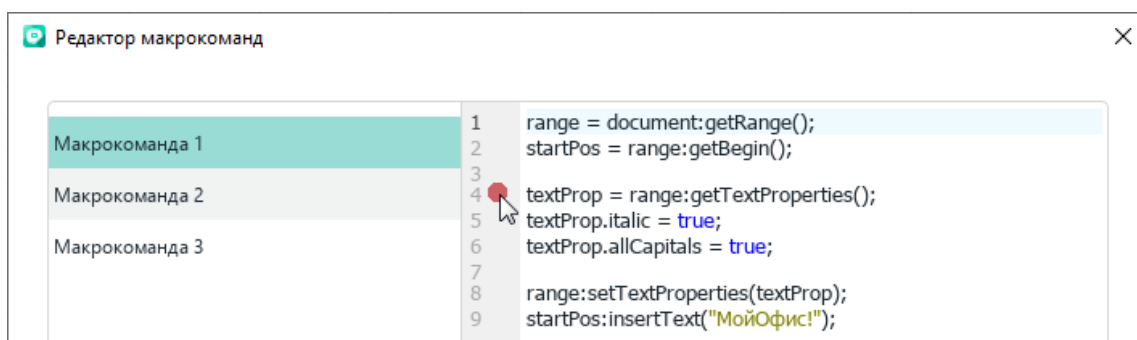 Редактор макрокоманд
Макрокоманда 1
Макрокоманда 2
Макрокоманда 3
1 range = document:getRange();
2 startPos = range:getBegin();
3
4 textProp = range:getTextProperties();
5 textProp.italic = true;
6 textProp.allCapitals = true;
7
8 range:setTextProperties(textProp);
9 startPos:insertText("МойОфис!");